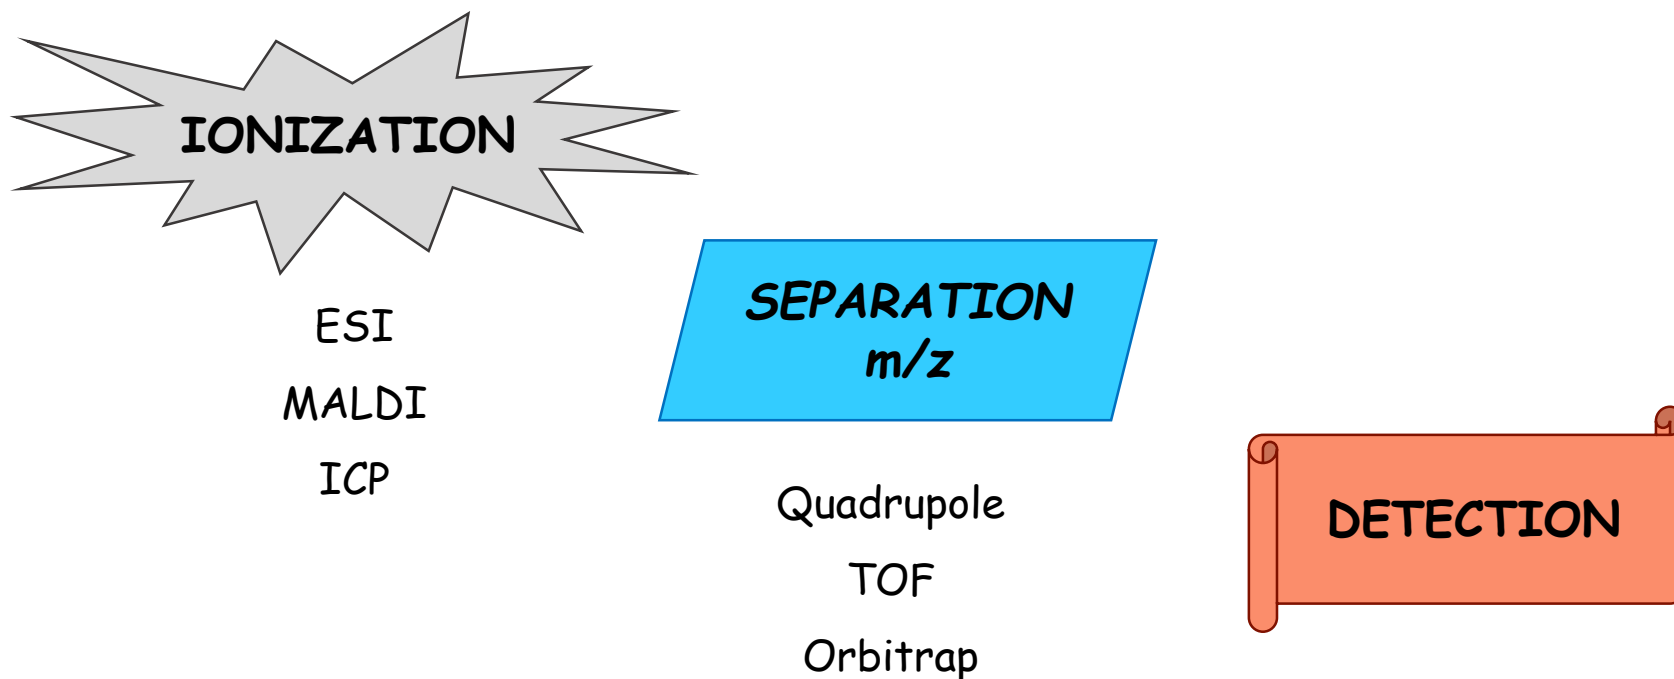 IONIZATION
ESI
MALDI
ICP
SEPARATION
m/z
Quadrupole
TOF
Orbitrap
DETECTION